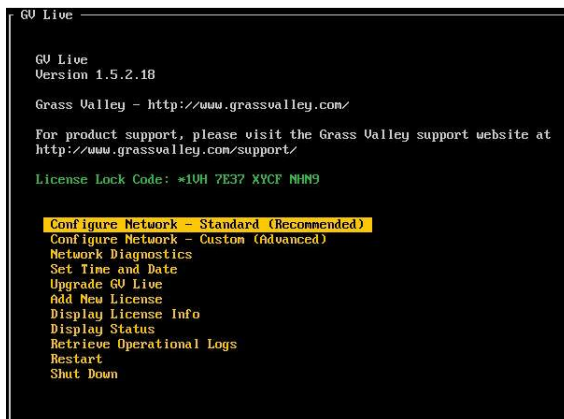 GV Live
GV Live
Version 1.5.2.18
Grass Valley - http://www.grassvalley.com/
For product support, please visit the Grass Valley support website at
http://www.grassvalley.com/support/
License Lock Code: *1VH 7E37 XYCF NHN9
Configure Network - Standard (Recommended)
Configure Network - Custom (Advanced)
Network Diagnostics
Set Time and Date
Upgrade GV Live
Add New License
Display License Info
Display Status
Retrieve Operational Logs
Restart
Shut Down